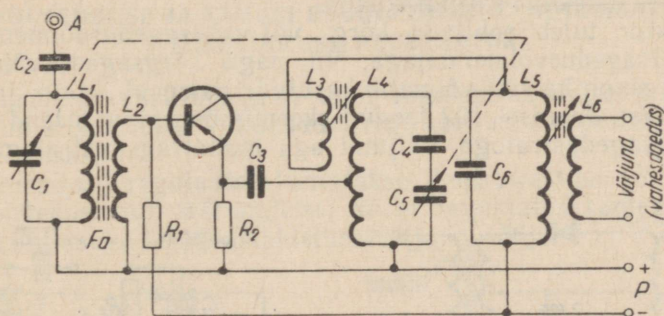 A
C2
L1
L2
C1
Fa
R1
R2
C3
L3
L4
C4
C5
C6
L5
L6
Väljund
(vahesagedus)
+
P
-